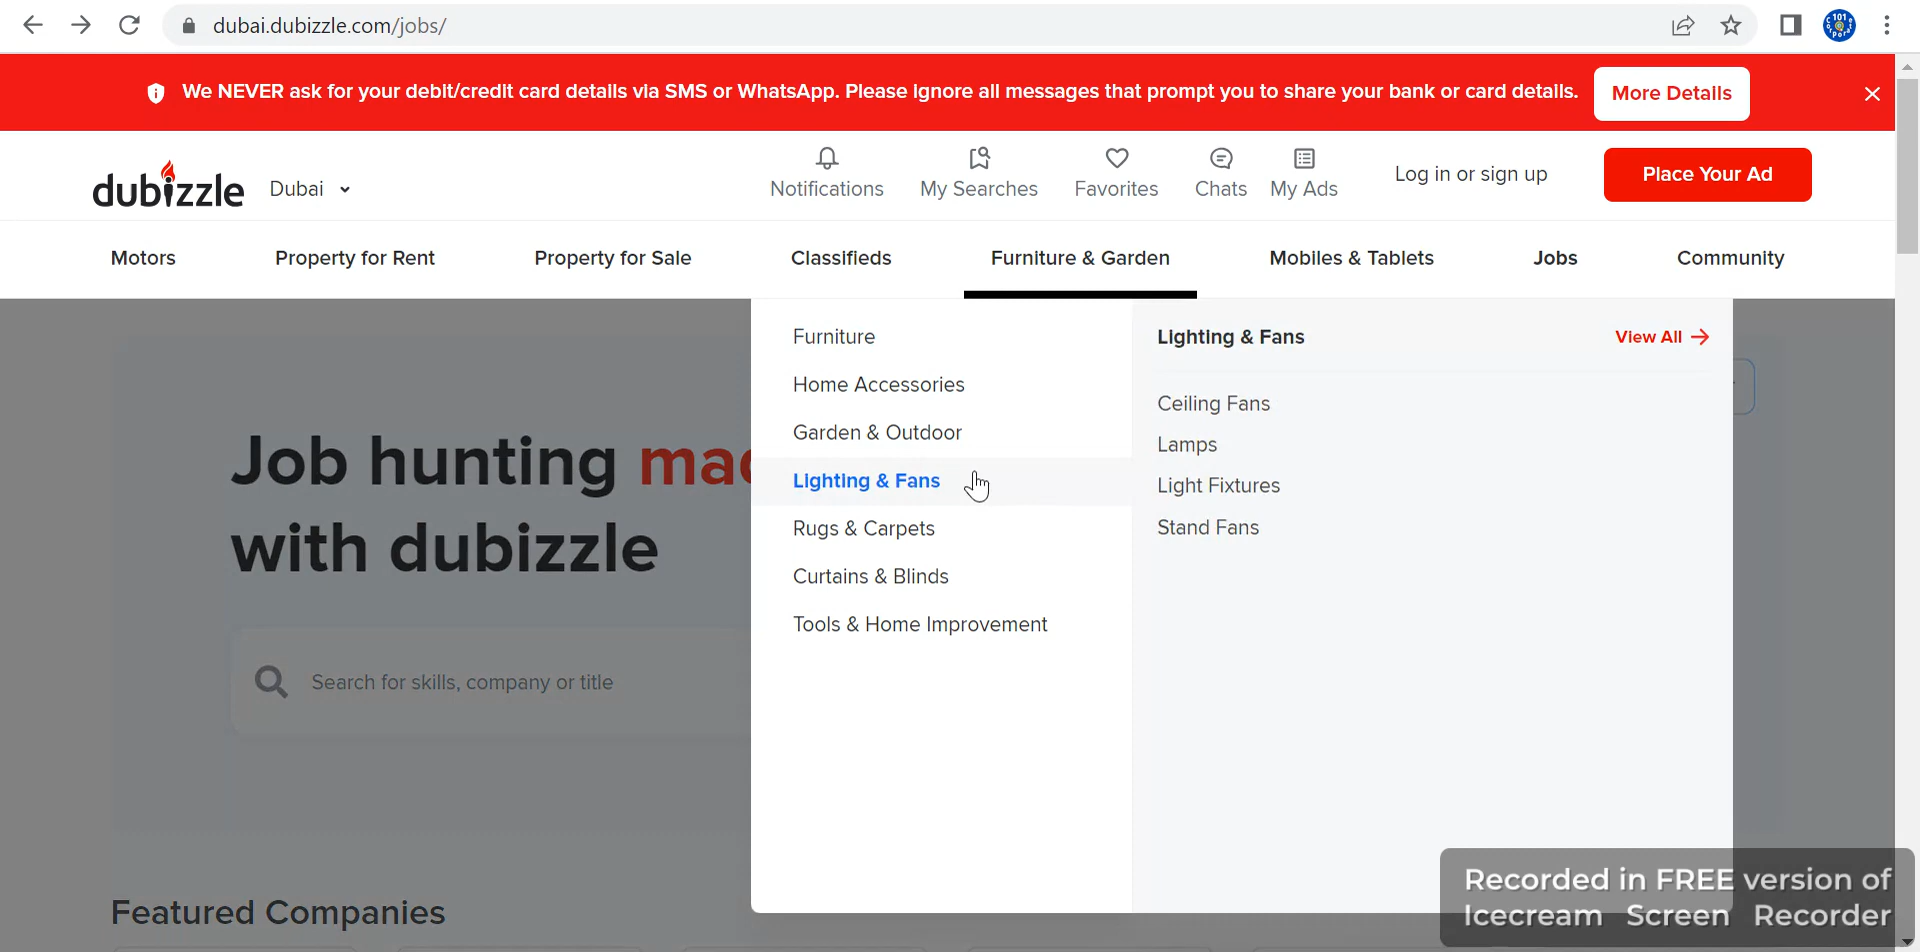 dubai.dubizzle.com/jobs/
We NEVER ask for your debit/credit card details via SMS or WhatsApp. Please ignore all messages that prompt you to share your bank or card details.
More Details
dubizzle
Dubai
Notifications
My Searches
Favorites
Chats
My Ads
Log in or sign up
Place Your Ad
Motors
Property for Rent
Property for Sale
Classifieds
Furniture & Garden
Mobiles & Tablets
Jobs
Community
Furniture
Home Accessories
Garden & Outdoor
Lighting & Fans
Rugs & Carpets
Curtains & Blinds
Tools & Home Improvement
Lighting & Fans
View All
Ceiling Fans
Lamps
Light Fixtures
Stand Fans
Job hunting
with dubizzle
Search for skills, company or title
Featured Companies
Recorded in FREE version of
Icecream Screen Recorder